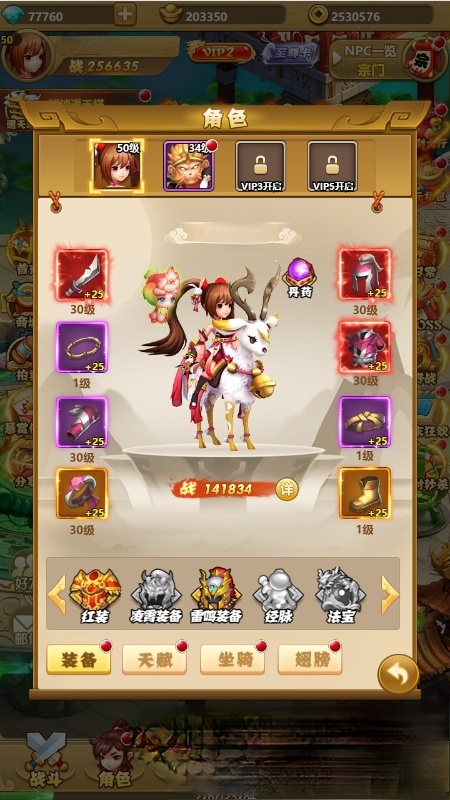 50
77760
203350
2530576
战 256635
VIP2
至尊卡
NPC一览
宗门
角色
50级
34级
VIP3开启
VIP5开启
+25
30级
丹药
+25
30级
+25
1级
+25
30级
+25
30级
+25
1级
+25
30级
+25
1级
战 141834
详
红装
凌霄装备
雷鸣装备
经脉
法宝
装备
天赋
坐骑
翅膀
战斗
角色